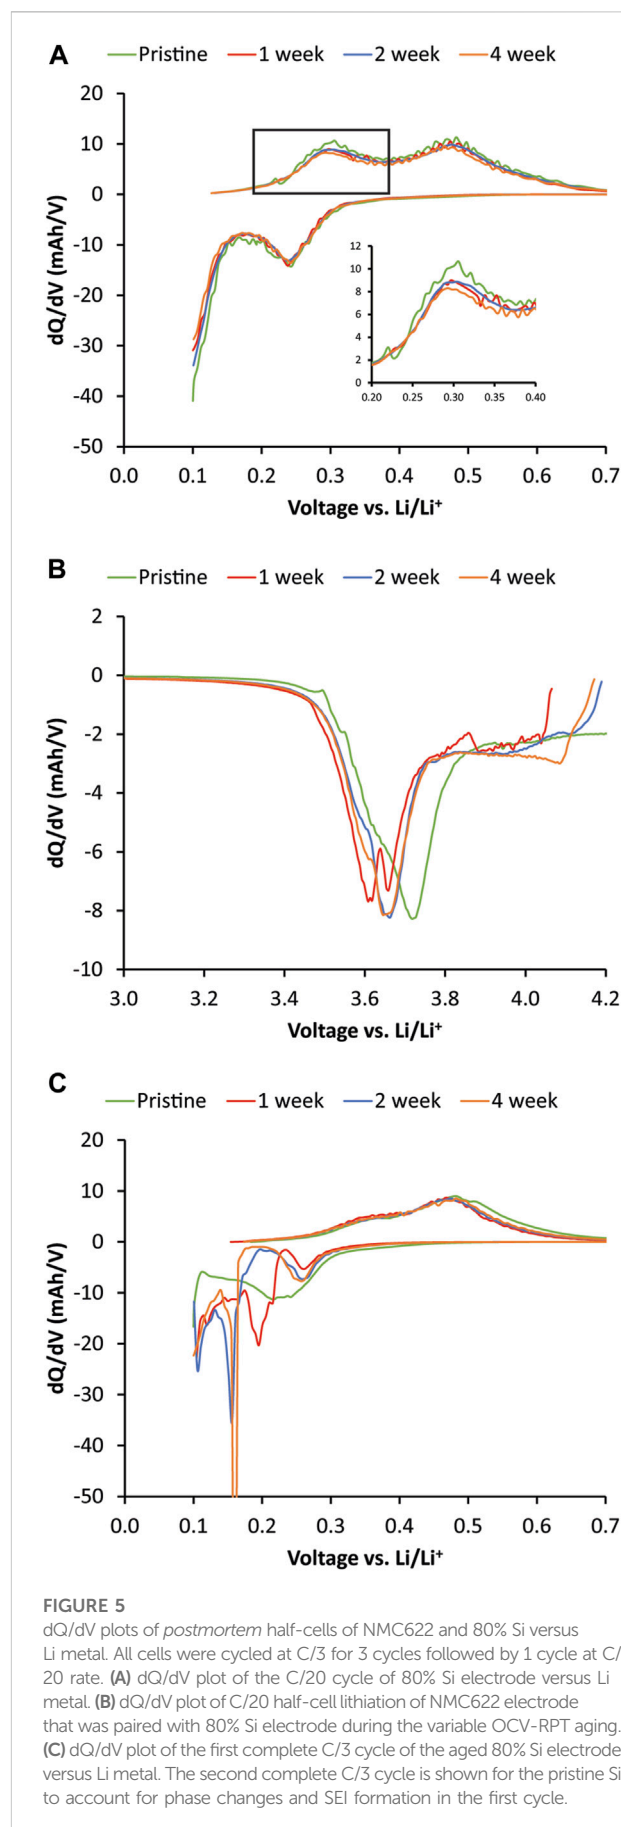 A
Pristine 1 week 2 week 4 week
20
10
0
-10
-20
-30
-40
-50
dQ/dV (mAh/V)
12
10
8
6
4
2
0
0.20 0.25 0.30 0.35 0.40
0.0 0.1 0.2 0.3 0.4 0.5 0.6 0.7
Voltage vs. Li/Li⁺
B
Pristine 1 week 2 week 4 week
2
0
-2
-4
-6
-8
-10
dQ/dV (mAh/V)
3.0 3.2 3.4 3.6 3.8 4.0 4.2
Voltage vs. Li/Li⁺
C
Pristine 1 week 2 week 4 week
20
10
0
-10
-20
-30
-40
-50
dQ/dV (mAh/V)
0.0 0.1 0.2 0.3 0.4 0.5 0.6 0.7
Voltage vs. Li/Li⁺
FIGURE 5
dQ/dV plots of postmortem half-cells of NMC622 and 80% Si versus
Li metal. All cells were cycled at C/3 for 3 cycles followed by 1 cycle at C/
20 rate. (A) dQ/dV plot of the C/20 cycle of 80% Si electrode versus Li
metal. (B) dQ/dV plot of C/20 half-cell lithiation of NMC622 electrode
that was paired with 80% Si electrode during the variable OCV-RPT aging.
(C) dQ/dV plot of the first complete C/3 cycle of the aged 80% Si electrode
versus Li metal. The second complete C/3 cycle is shown for the pristine Si
to account for phase changes and SEI formation in the first cycle.